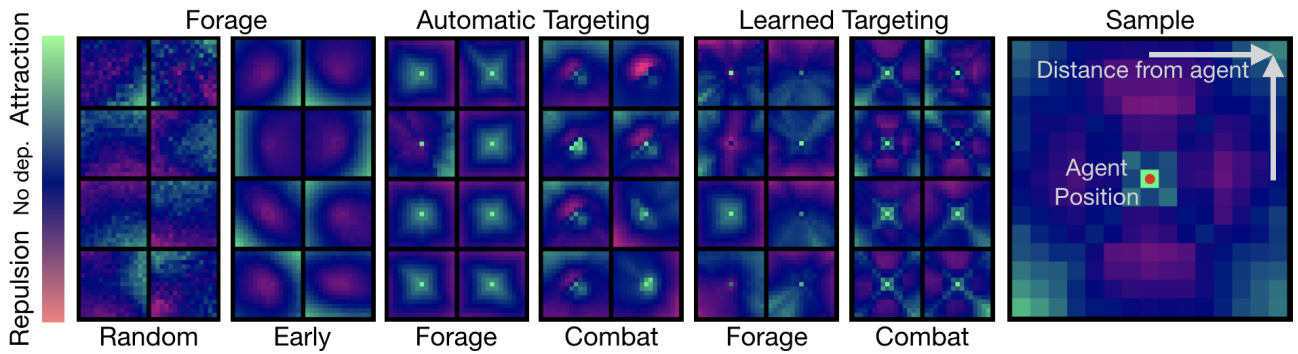 Forage
Automatic Targeting
Learned Targeting
Sample
Repulsion No dep. Attraction
Distance from agent
Agent
Position
Random
Early
Forage
Combat
Forage
Combat